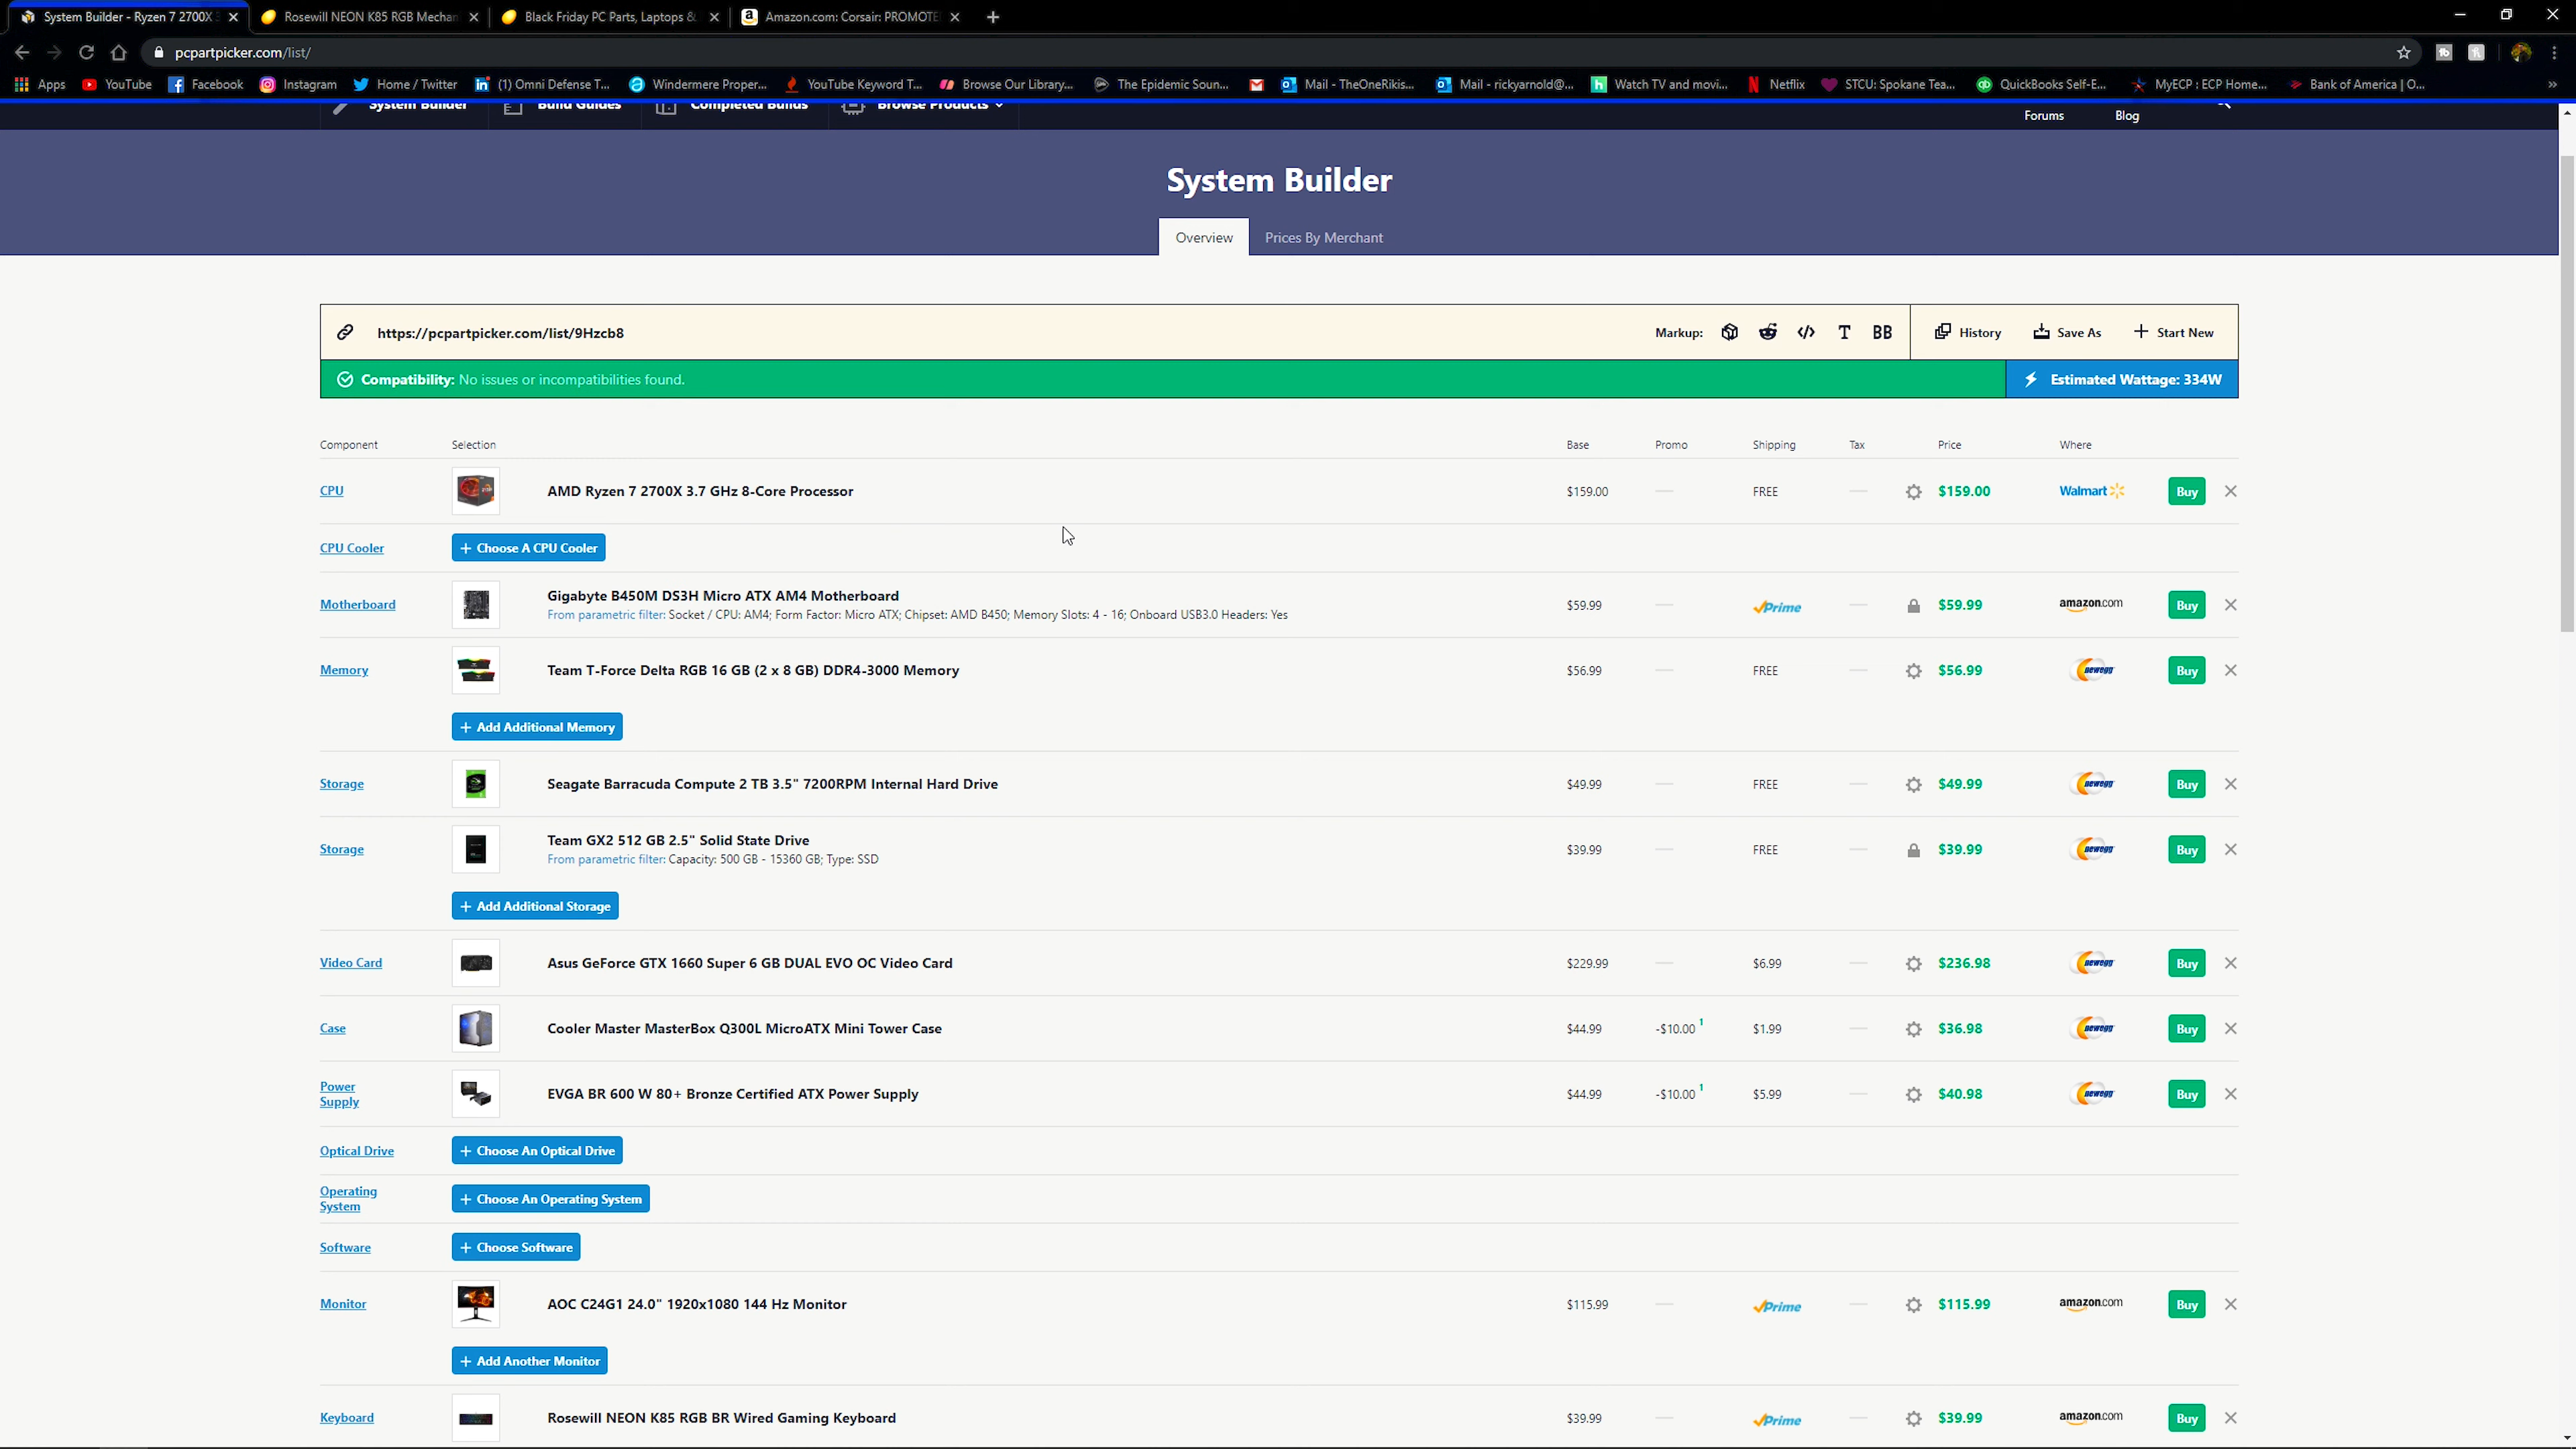 System Builder - Ryzen 7 2700X
Rosewill NEON K85 RGB Mechan
Black Friday PC Parts, Laptops &
Amazon.com: Corsair: PROMOTE
pcpartpicker.com/list/
Apps YouTube Facebook Instagram Home / Twitter (1) Omni Defense T... Windermere Proper... YouTube Keyword T... Browse Our Library... The Epidemic Soun... Mail - TheOneRikis... Mail - rickyarnold@... Watch TV and movi... Netflix STCU: Spokane Tea... QuickBooks Self-E... MyECP : ECP Home... Bank of America | O... »
System Builder Build Guides Completed Builds Browse Products
Forums Blog
System Builder
Overview Prices By Merchant
https://pcpartpicker.com/list/9Hzcb8 Markup: T BB History Save As Start New
Compatibility: No issues or incompatibilities found. Estimated Wattage: 334W
Component Selection Base Promo Shipping Tax Price Where
CPU AMD Ryzen 7 2700X 3.7 GHz 8-Core Processor $159.00 — FREE — $159.00 Walmart Buy
CPU Cooler + Choose A CPU Cooler
Motherboard Gigabyte B450M DS3H Micro ATX AM4 Motherboard $59.99 — Prime — $59.99 amazon.com Buy
From parametric filter: Socket / CPU: AM4; Form Factor: Micro ATX; Chipset: AMD B450; Memory Slots: 4 - 16; Onboard USB3.0 Headers: Yes
Memory Team T-Force Delta RGB 16 GB (2 x 8 GB) DDR4-3000 Memory $56.99 — FREE — $56.99 newegg Buy
+ Add Additional Memory
Storage Seagate Barracuda Compute 2 TB 3.5" 7200RPM Internal Hard Drive $49.99 — FREE — $49.99 newegg Buy
Storage Team GX2 512 GB 2.5" Solid State Drive $39.99 — FREE — $39.99 newegg Buy
From parametric filter: Capacity: 500 GB - 15360 GB; Type: SSD
+ Add Additional Storage
Video Card Asus GeForce GTX 1660 Super 6 GB DUAL EVO OC Video Card $229.99 — $6.99 — $236.98 newegg Buy
Case Cooler Master MasterBox Q300L MicroATX Mini Tower Case $44.99 -$10.00 1 $1.99 — $36.98 newegg Buy
Power Supply EVGA BR 600 W 80+ Bronze Certified ATX Power Supply $44.99 -$10.00 1 $5.99 — $40.98 newegg Buy
Optical Drive + Choose An Optical Drive
Operating System + Choose An Operating System
Software + Choose Software
Monitor AOC C24G1 24.0" 1920x1080 144 Hz Monitor $115.99 — Prime — $115.99 amazon.com Buy
+ Add Another Monitor
Keyboard Rosewill NEON K85 RGB BR Wired Gaming Keyboard $39.99 — Prime — $39.99 amazon.com Buy